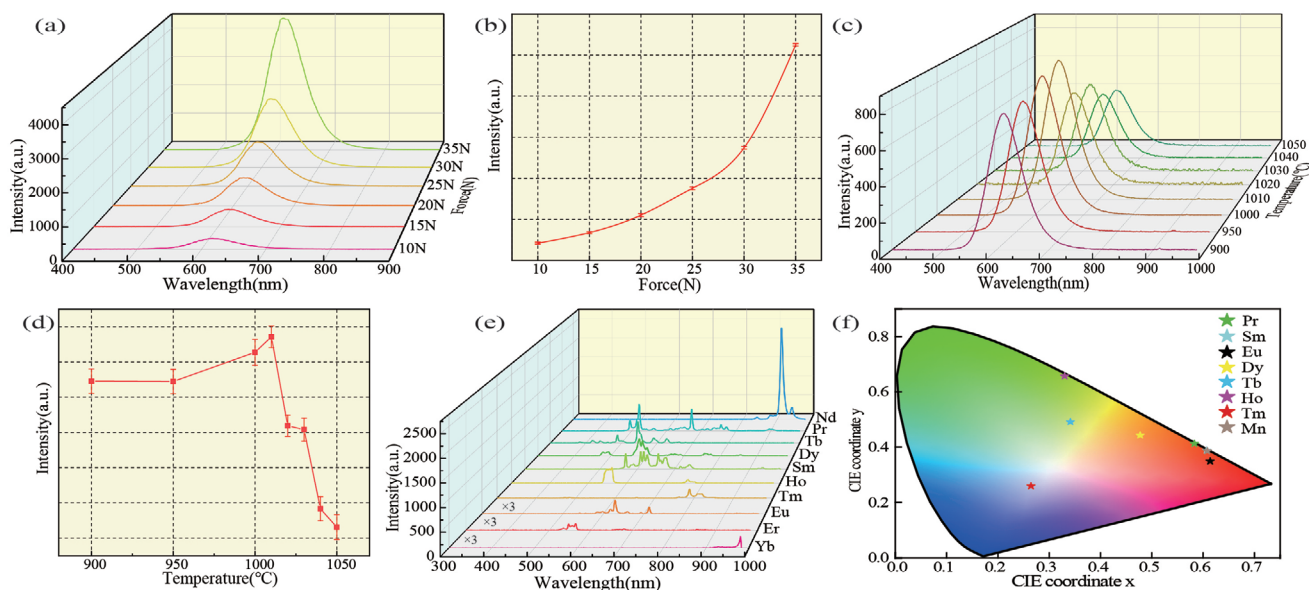 (a)
Intensity(a.u.)
4000
3000
2000
1000
0
400 500 600 700 800 900
Wavelength(nm)
35N
30N
25N
20N
15N
10N
Force(N)
(b)
Intensity(a.u.)
10 15 20 25 30 35
Force(N)
(c)
Intensity(a.u.)
800
600
400
200
0
400 500 600 700 800 900 1000
Wavelength(nm)
1050
1040
1030
1020
1010
1000
950
900
Temperature(℃)
(d)
Intensity(a.u.)
900 950 1000 1050
Temperature(℃)
(e)
Intensity(a.u.)
2750
2500
2000
1500
1000
500
0
300 400 500 600 700 800 900 1000
Wavelength(nm)
Nd
Pr
Tb
Dy
Sm
Ho
Tm
Eu
×3 Er
×3 Yb
(f)
CIE coordinate y
0.8
0.6
0.4
0.2
0.0
0.0 0.1 0.2 0.3 0.4 0.5 0.6 0.7
CIE coordinate x
Pr
Sm
Eu
Dy
Tb
Ho
Tm
Mn